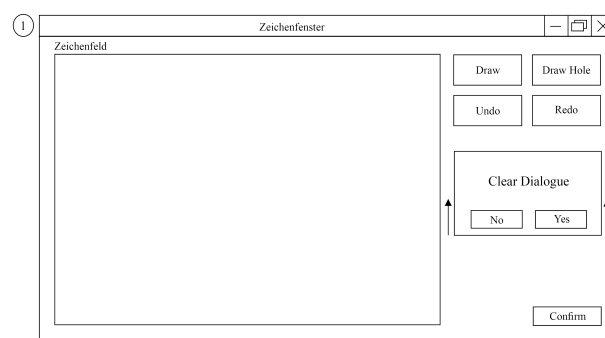 1
Zeichenfenster
Zeichenfeld
Draw
Draw Hole
Undo
Redo
Clear Dialogue
No
Yes
Confirm